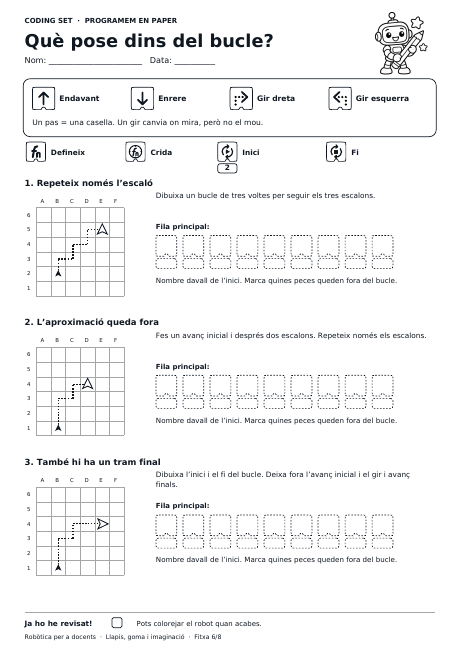 CODING SET · PROGRAMEM EN PAPER
Què pose dins del bucle?
Nom: ____________________ Data: __________
Endavant
Enrere
Gir dreta
Gir esquerra
Un pas = una casella. Un gir canvia on mira, però no el mou.
Defineix
Crida
Inici
Fi
2
1. Repeteix només l’escaló
Dibuixa un bucle de tres voltes per seguir els tres escalons.
A B C D E F
6
5
4
3
2
1
Fila principal:
Nombre davall de l’inici. Marca quines peces queden fora del bucle.
2. L’aproximació queda fora
Fes un avanç inicial i després dos escalons. Repeteix només els escalons.
A B C D E F
6
5
4
3
2
1
Fila principal:
Nombre davall de l’inici. Marca quines peces queden fora del bucle.
3. També hi ha un tram final
Dibuixa l’inici i el fi del bucle. Deixa fora l’avanç inicial i el gir i avanç
finals.
A B C D E F
6
5
4
3
2
1
Fila principal:
Nombre davall de l’inici. Marca quines peces queden fora del bucle.
Ja ho he revisat!
Pots colorejar el robot quan acabes.
Robòtica per a docents · Llapis, goma i imaginació · Fitxa 6/8